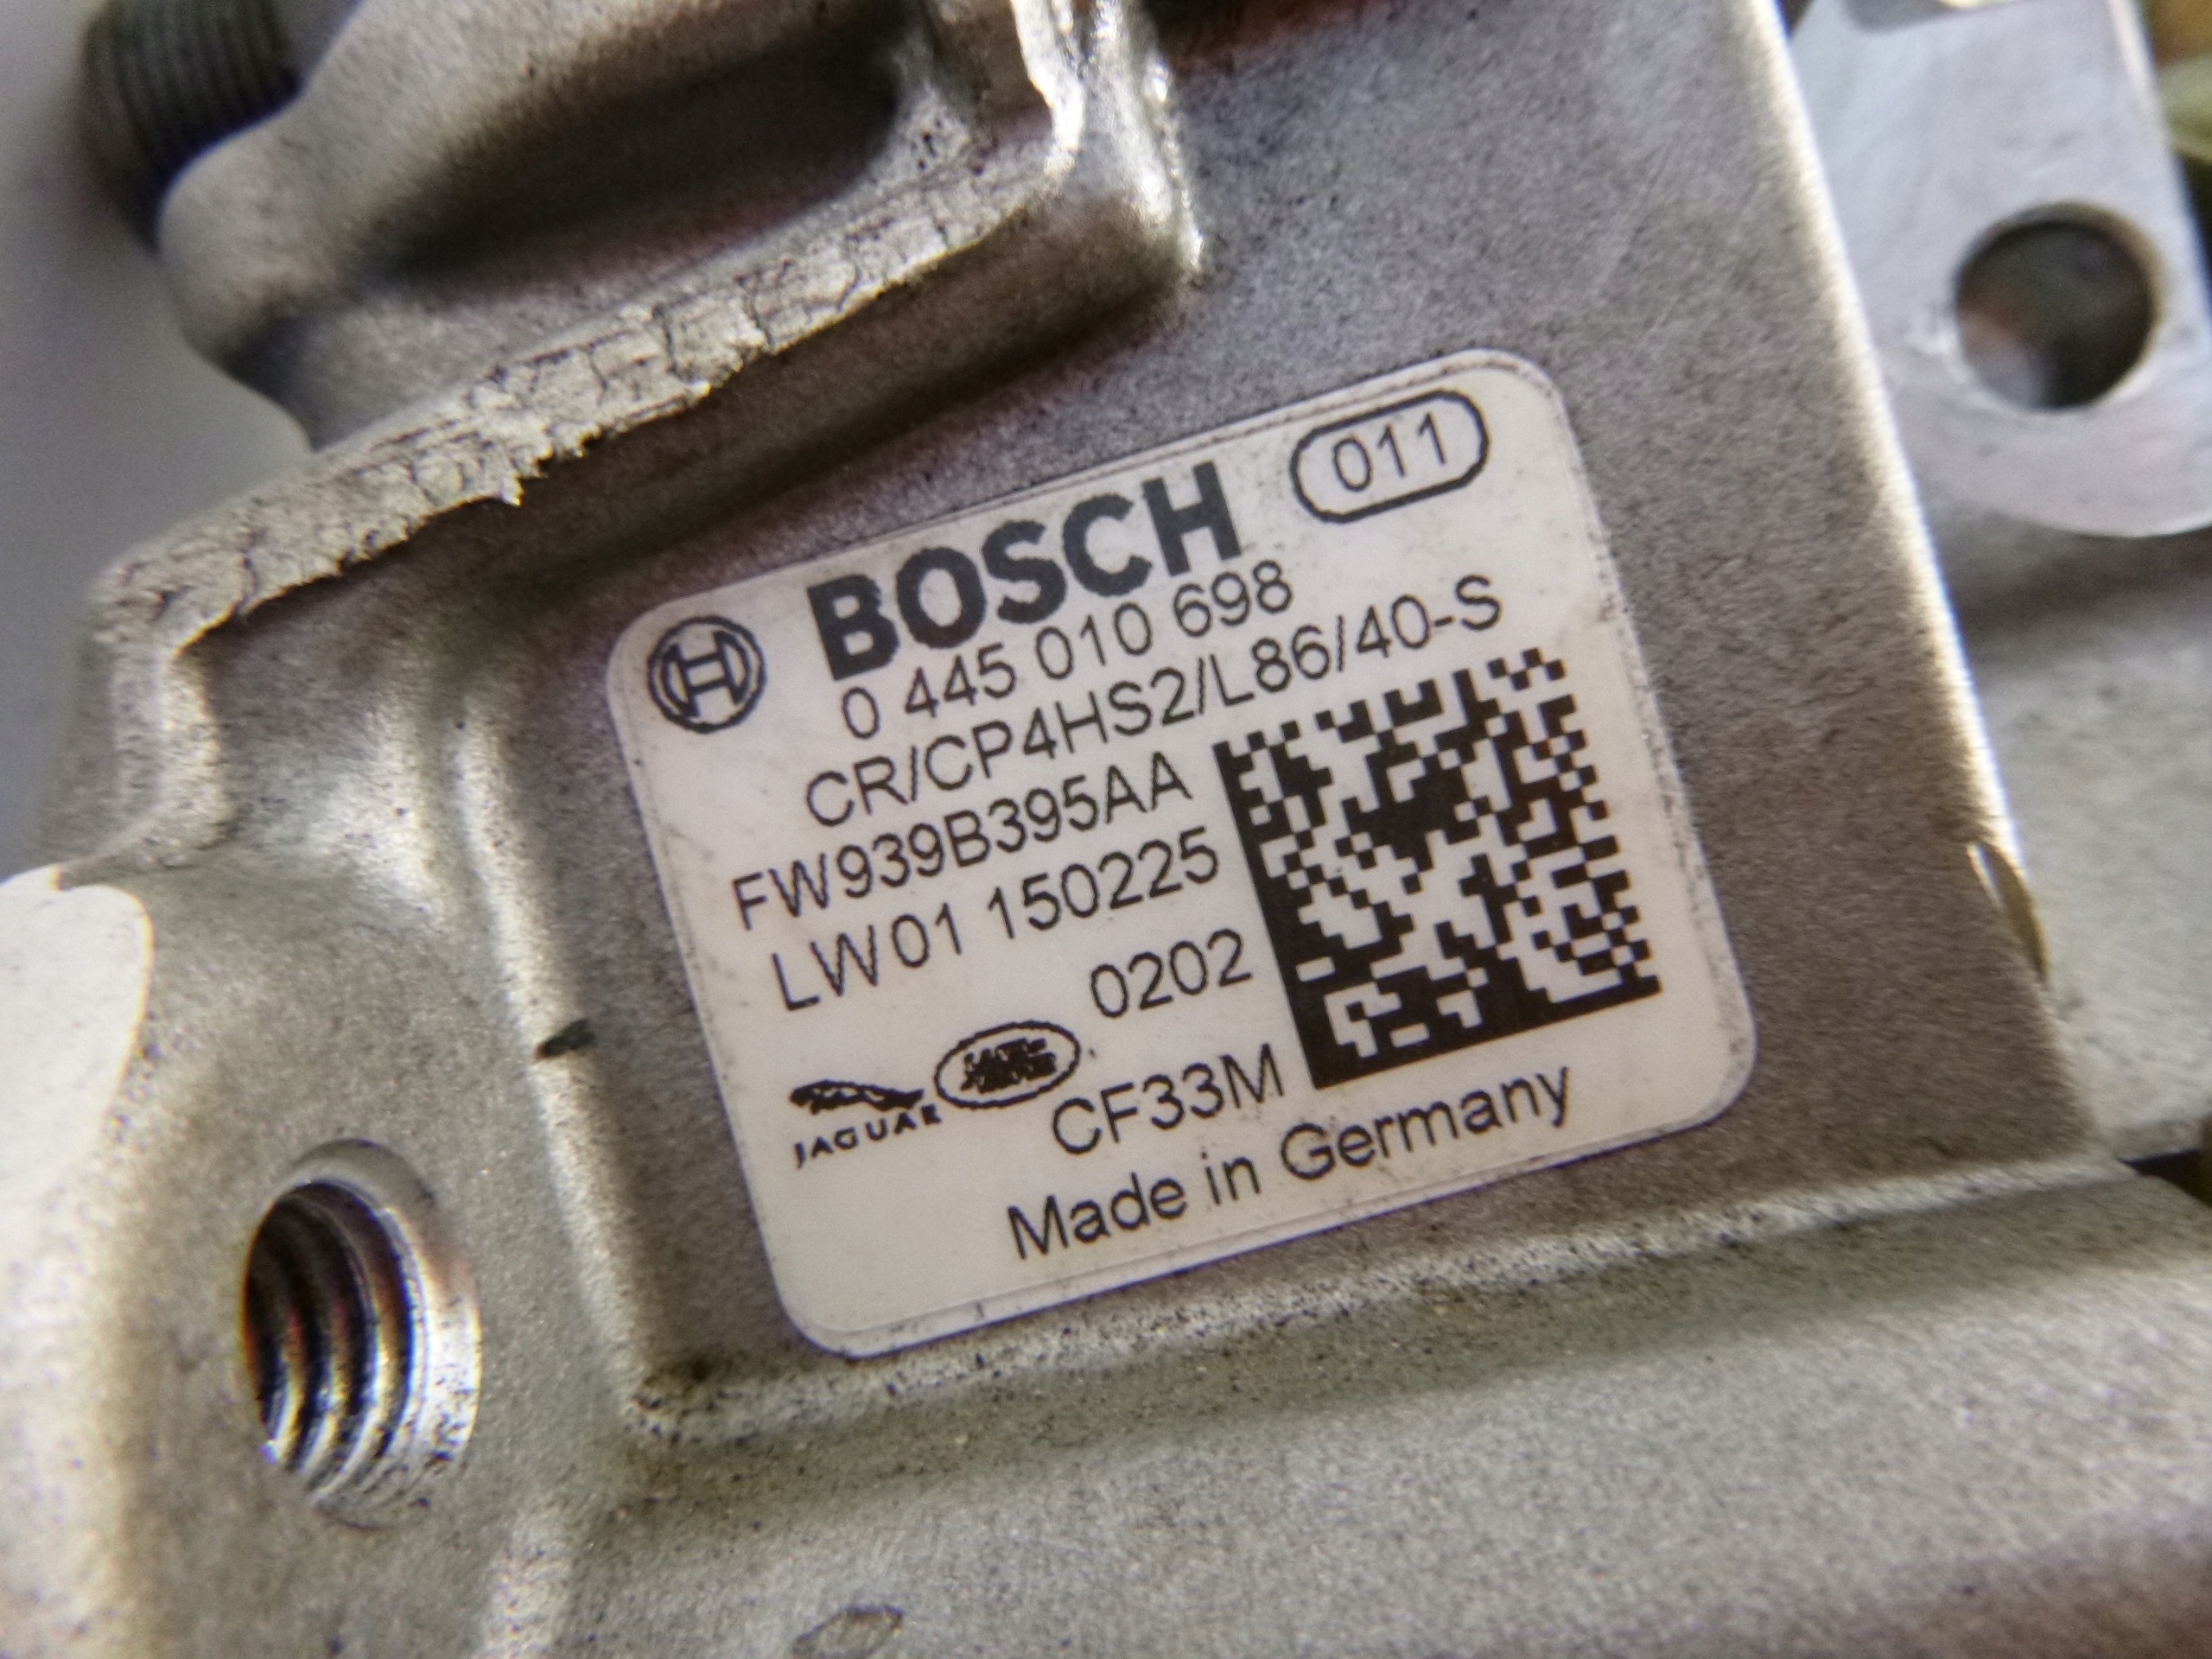 BOSCH 011
0 445 010 698
CR/CP4HS2/L86/40-S
FW939B395AA
LW01 150225
0202
JAGUAR
CF33M
Made in Germany